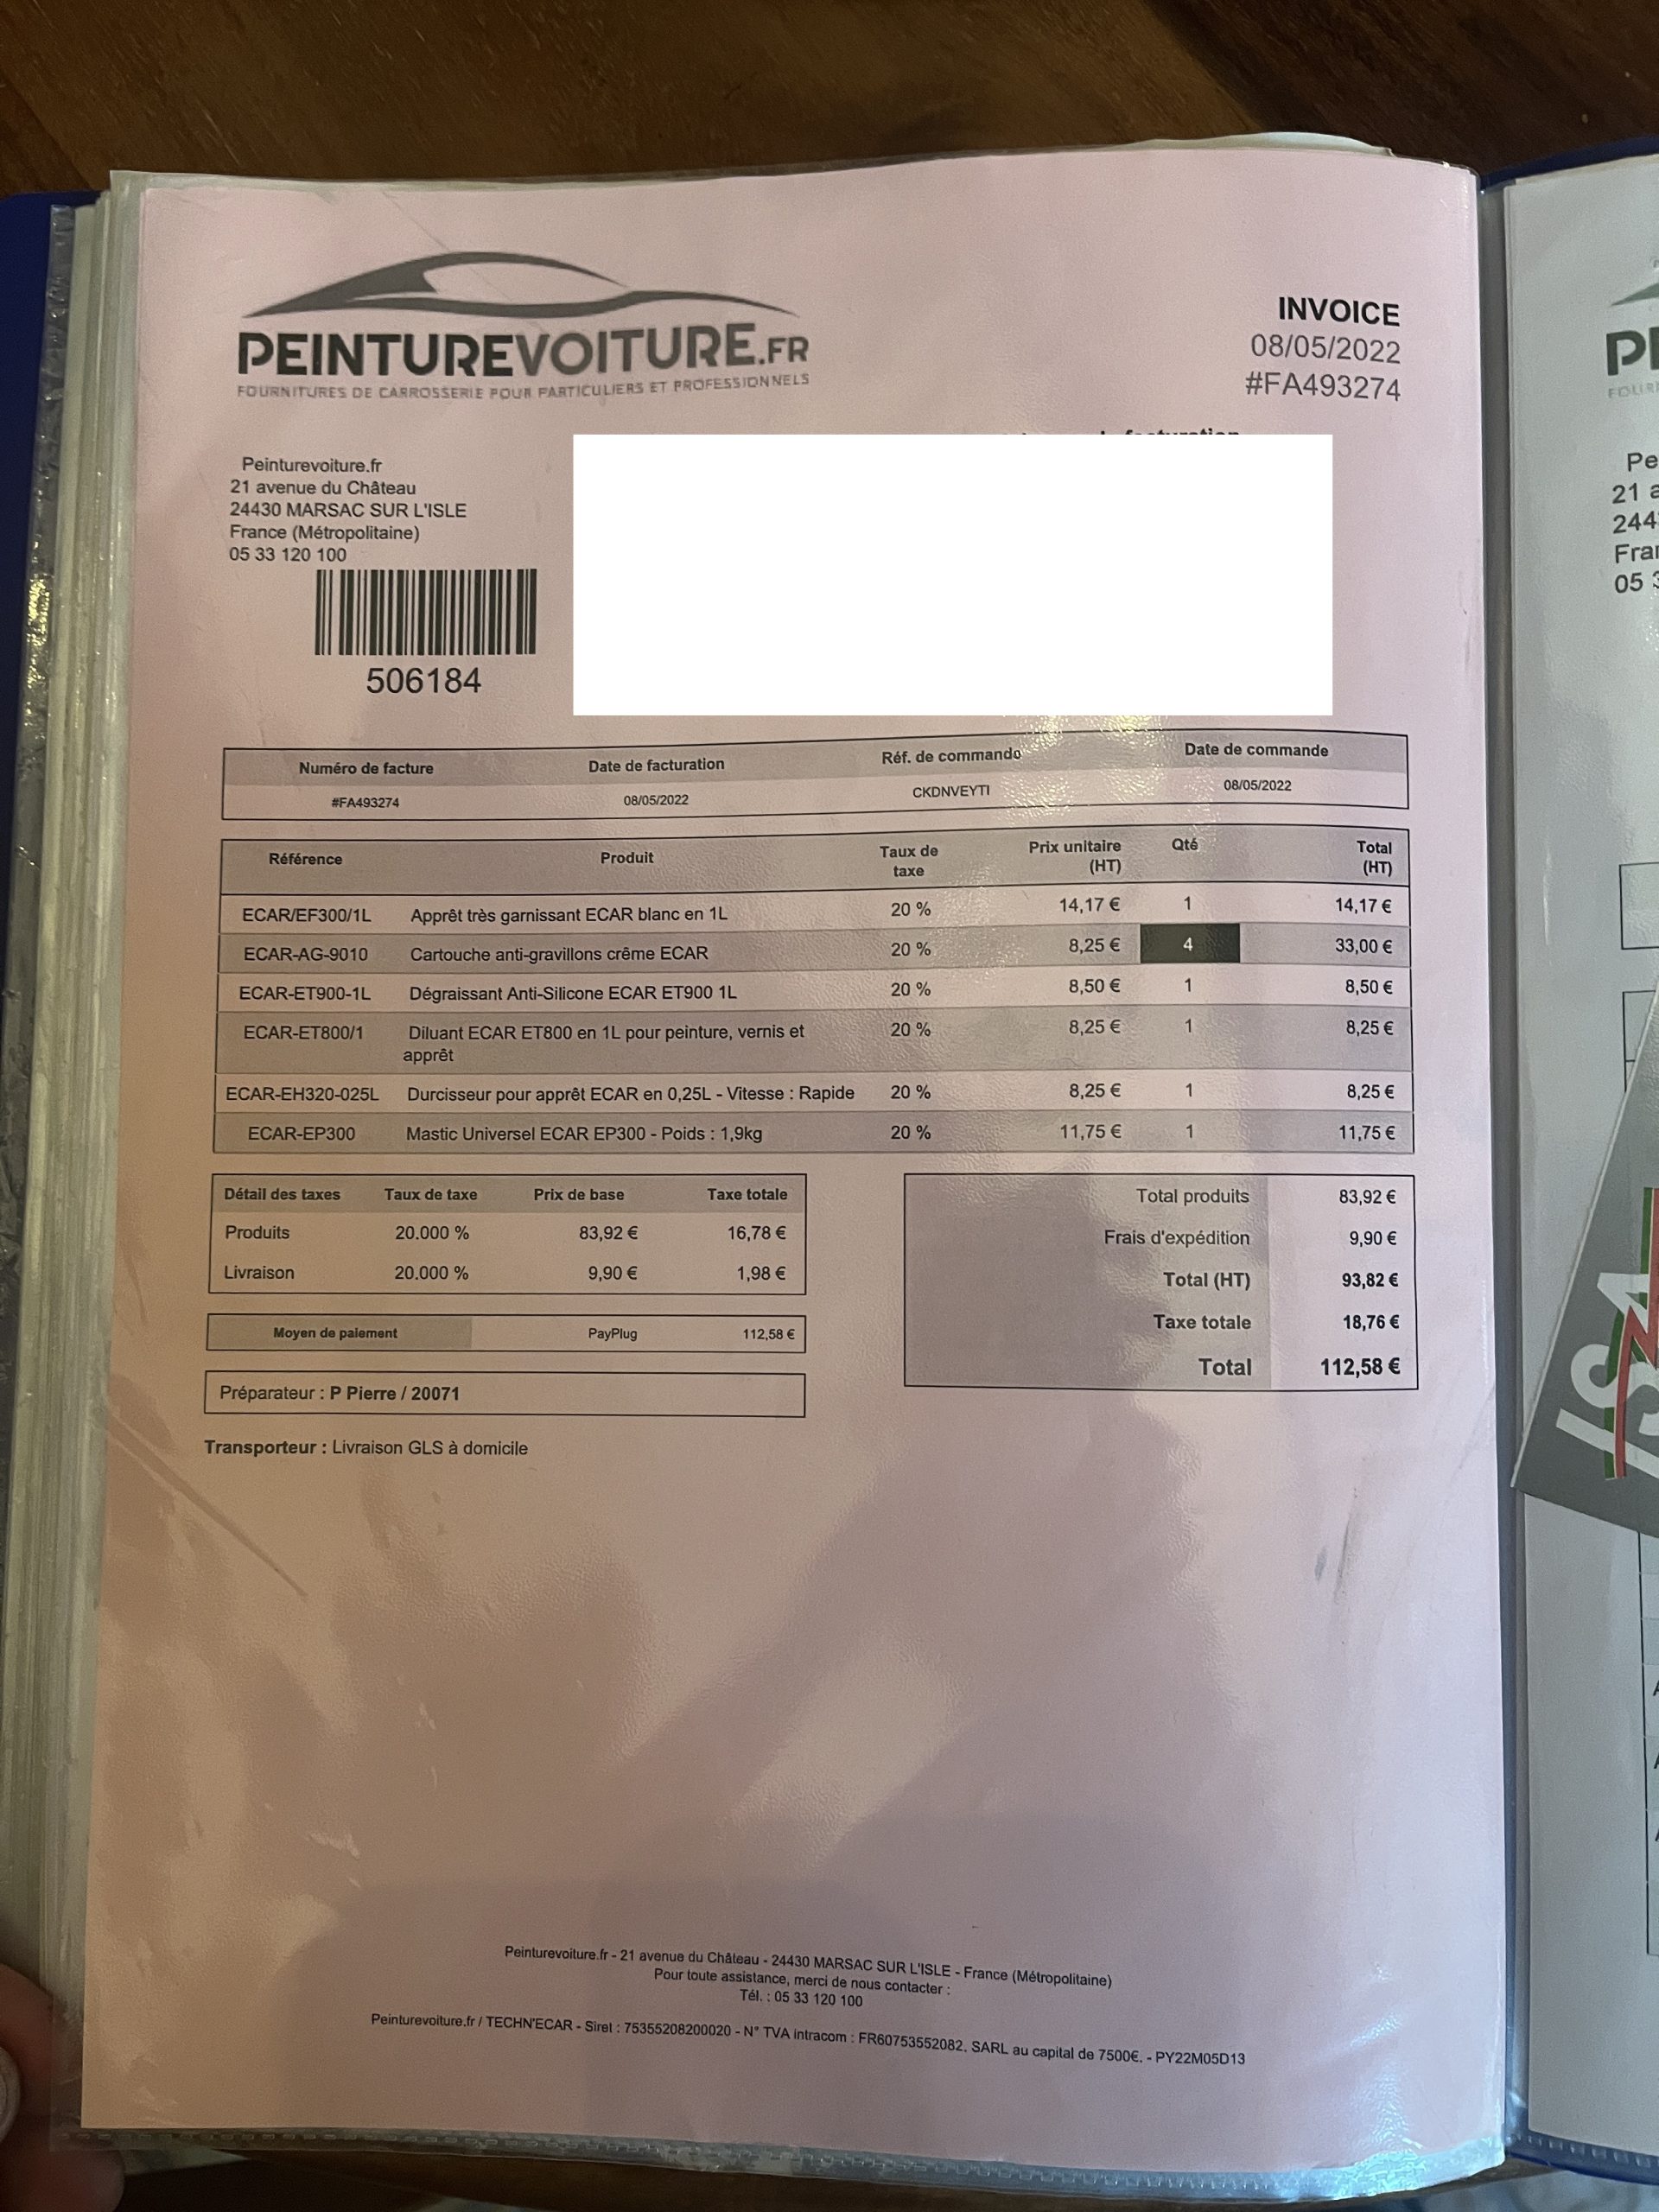 PEINTUREVOITURE.FR
FOURNITURES DE CARROSSERIE POUR PARTICULIERS ET PROFESSIONNELS
INVOICE
08/05/2022
#FA493274
Peinturevoiture.fr
21 avenue du Château
24430 MARSAC SUR L'ISLE
France (Métropolitaine)
05 33 120 100
506184
Numéro de facture Date de facturation Réf. de commande Date de commande
#FA493274 08/05/2022 CKDNVEYTI 08/05/2022
Référence Produit Taux de taxe Prix unitaire (HT) Qté Total (HT)
ECAR/EF300/1L Apprêt très garnissant ECAR blanc en 1L 20 % 14,17 € 1 14,17 €
ECAR-AG-9010 Cartouche anti-gravillons crême ECAR 20 % 8,25 € 4 33,00 €
ECAR-ET900-1L Dégraissant Anti-Silicone ECAR ET900 1L 20 % 8,50 € 1 8,50 €
ECAR-ET800/1 Diluant ECAR ET800 en 1L pour peinture, vernis et 20 % 8,25 € 1 8,25 €
apprêt
ECAR-EH320-025L Durcisseur pour apprêt ECAR en 0,25L - Vitesse : Rapide 20 % 8,25 € 1 8,25 €
ECAR-EP300 Mastic Universel ECAR EP300 - Poids : 1,9kg 20 % 11,75 € 1 11,75 €
Détail des taxes Taux de taxe Prix de base Taxe totale
Produits 20.000 % 83,92 € 16,78 €
Livraison 20.000 % 9,90 € 1,98 €
Moyen de paiement PayPlug 112,58 €
Préparateur : P Pierre / 20071
Transporteur : Livraison GLS à domicile
Total produits 83,92 €
Frais d'expédition 9,90 €
Total (HT) 93,82 €
Taxe totale 18,76 €
Total 112,58 €
Peinturevoiture.fr - 21 avenue du Château - 24430 MARSAC SUR L'ISLE - France (Métropolitaine)
Pour toute assistance, merci de nous contacter :
Tél. : 05 33 120 100
Peinturevoiture.fr / TECHN'ECAR - Siret : 75355208200020 - N° TVA intracom : FR60753552082. SARL au capital de 7500€. - PY22M05D13